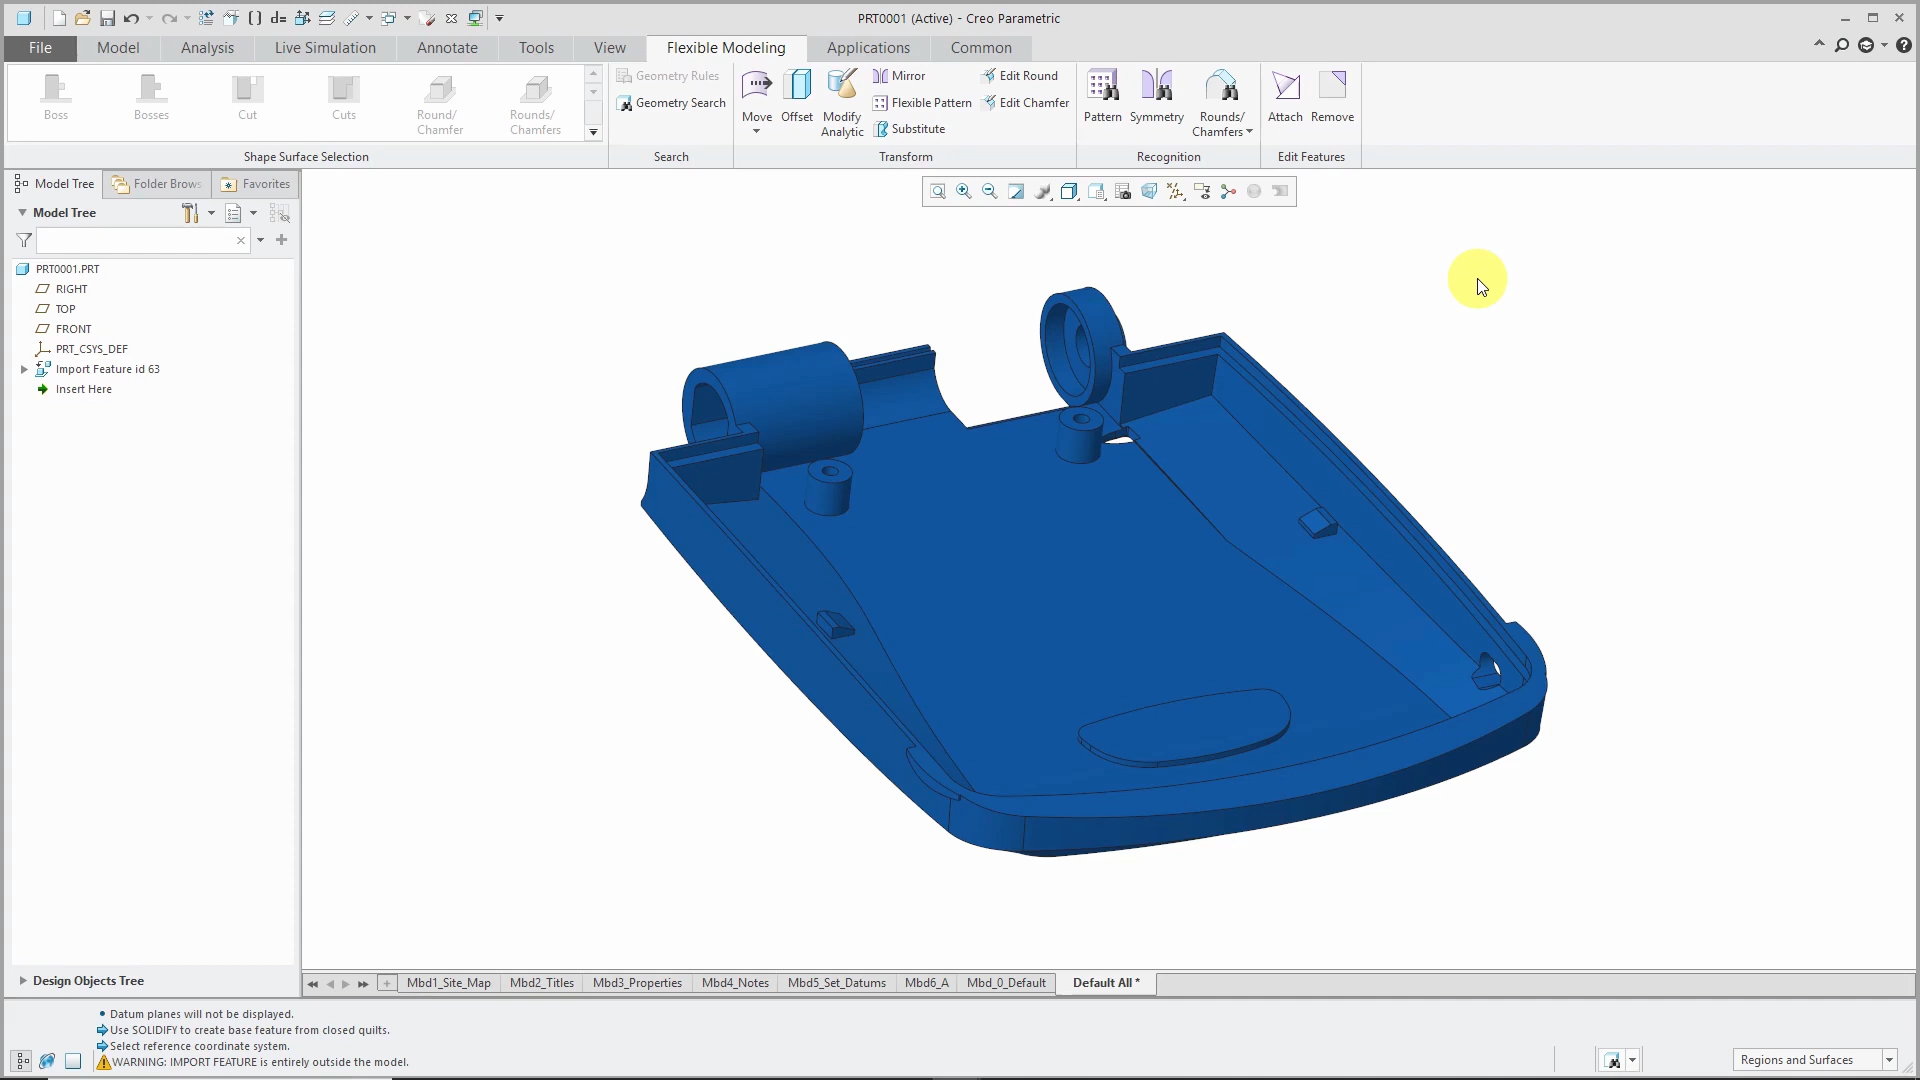 PRT0001 (Active) - Creo Parametric
File
Model
Analysis
Live Simulation
Annotate
Tools
View
Flexible Modeling
Applications
Common
Boss
Bosses
Cut
Cuts
Round/
Chamfer
Rounds/
Chamfers
Shape Surface Selection
Geometry Rules
Geometry Search
Search
Move
Offset
Modify
Analytic
Mirror
Flexible Pattern
Substitute
Edit Round
Edit Chamfer
Transform
Pattern
Symmetry
Rounds/
Chamfers
Recognition
Attach
Remove
Edit Features
Model Tree
Folder Brows
Favorites
Model Tree
PRT0001.PRT
RIGHT
TOP
FRONT
PRT_CSYS_DEF
Import Feature id 63
Insert Here
Design Objects Tree
Mbd1_Site_Map
Mbd2_Titles
Mbd3_Properties
Mbd4_Notes
Mbd5_Set_Datums
Mbd6_A
Mbd_0_Default
Default All *
Datum planes will not be displayed.
Use SOLIDIFY to create base feature from closed quilts.
Select reference coordinate system.
WARNING: IMPORT FEATURE is entirely outside the model.
Regions and Surfaces